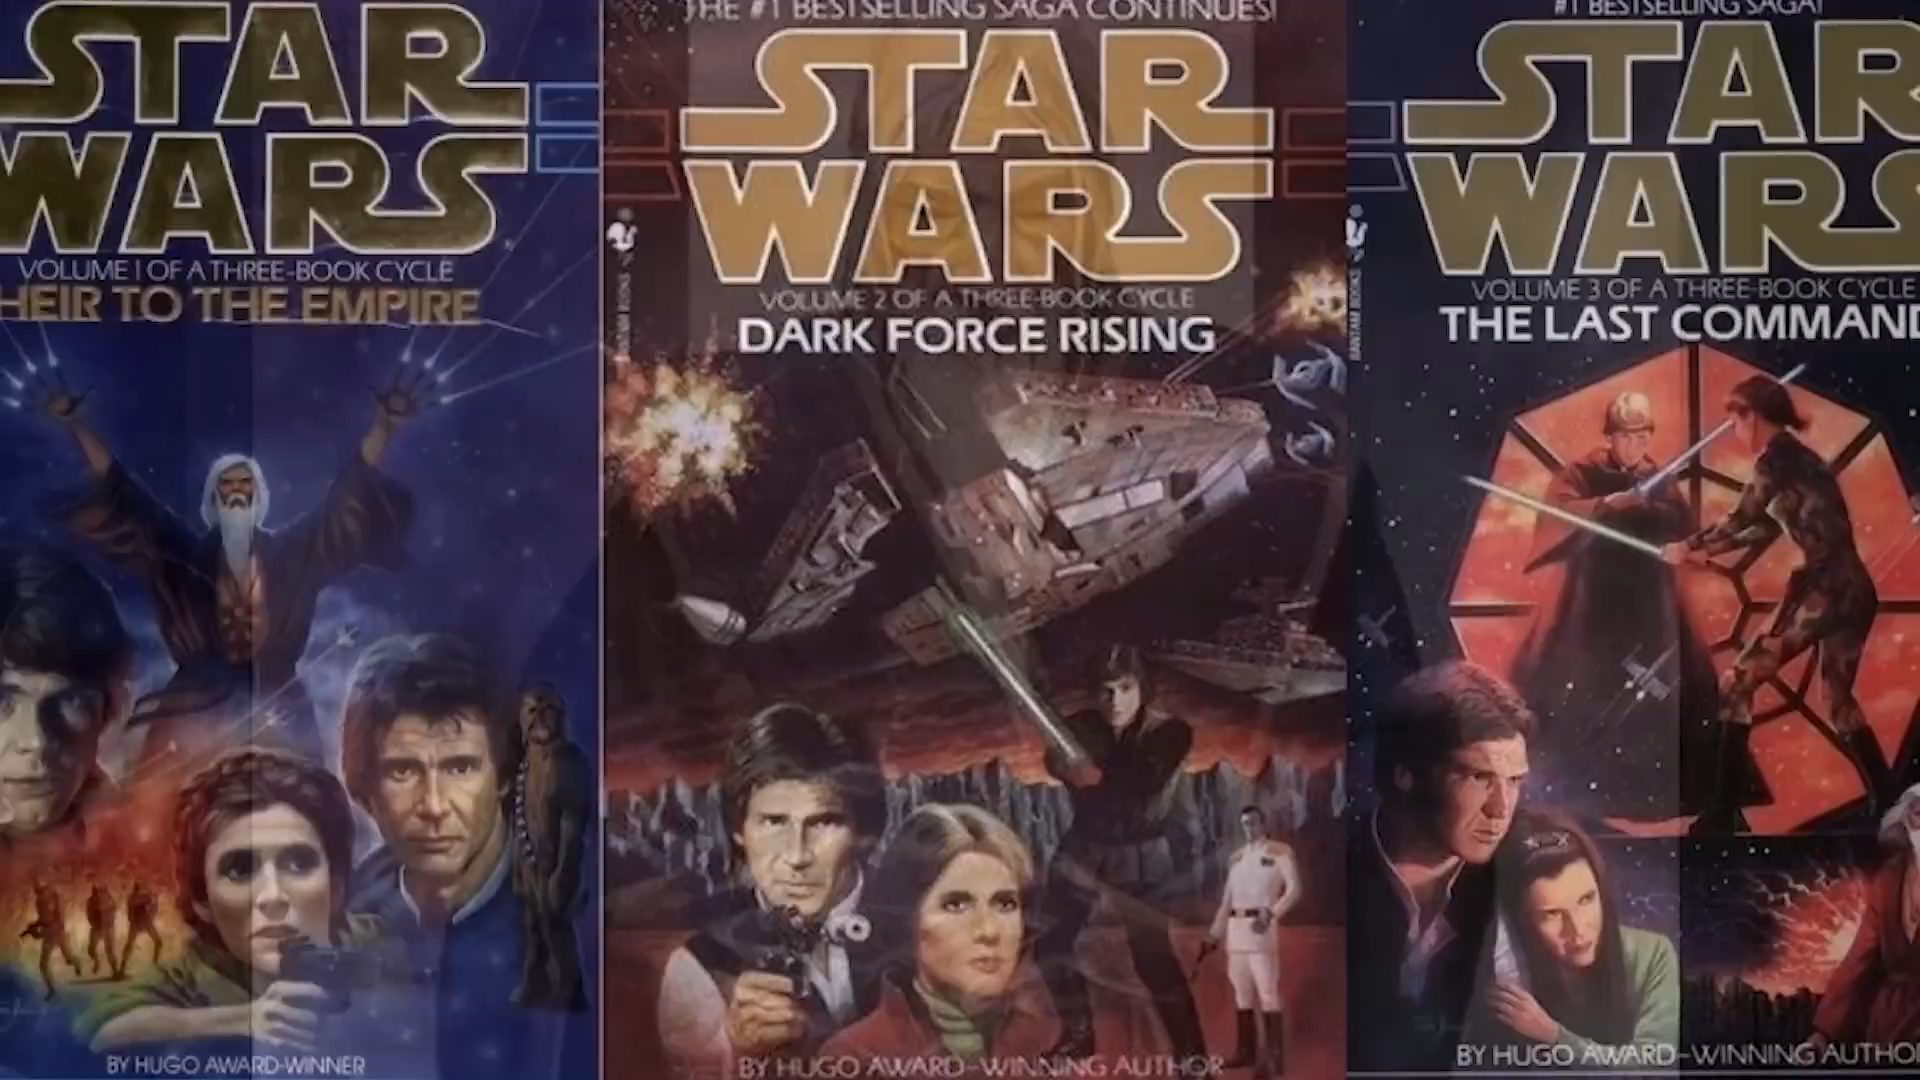 STAR
WARS
VOLUME 1 OF A THREE-BOOK CYCLE
HEIR TO THE EMPIRE
BY HUGO AWARD-WINNER
THE #1 BESTSELLING SAGA CONTINUES!
STAR
WARS
VOLUME 2 OF A THREE-BOOK CYCLE
DARK FORCE RISING
BY HUGO AWARD-WINNING AUTHOR
#1 BESTSELLING SAGA!
BANTAM BOOKS
STAR
WARS
VOLUME 3 OF A THREE-BOOK CYCLE
THE LAST COMMAND
BY HUGO AWARD-WINNING AUTHOR